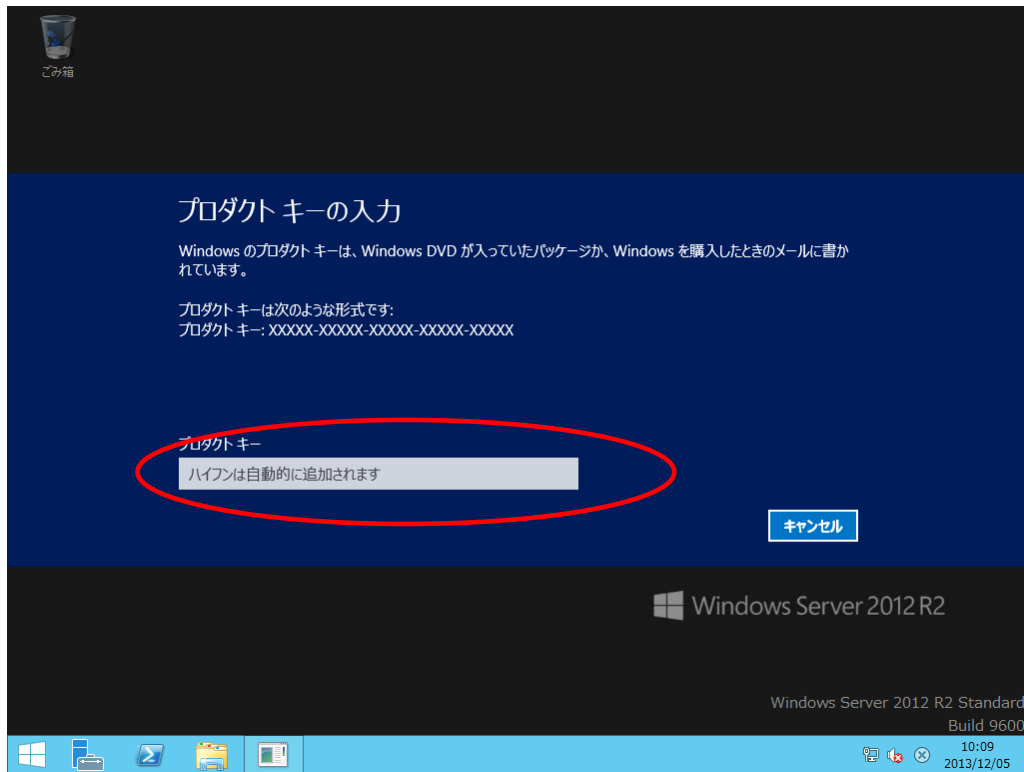 ごみ箱
プロダクト キーの入力
Windows のプロダクト キーは、Windows DVD が入っていたパッケージか、Windows を購入したときのメールに書か
れています。
プロダクト キーは次のような形式です:
プロダクト キー: XXXXX-XXXXX-XXXXX-XXXXX-XXXXX
プロダクト キー
ハイフンは自動的に追加されます
キャンセル
Windows Server 2012 R2
Windows Server 2012 R2 Standard
Build 9600
10:09
2013/12/05